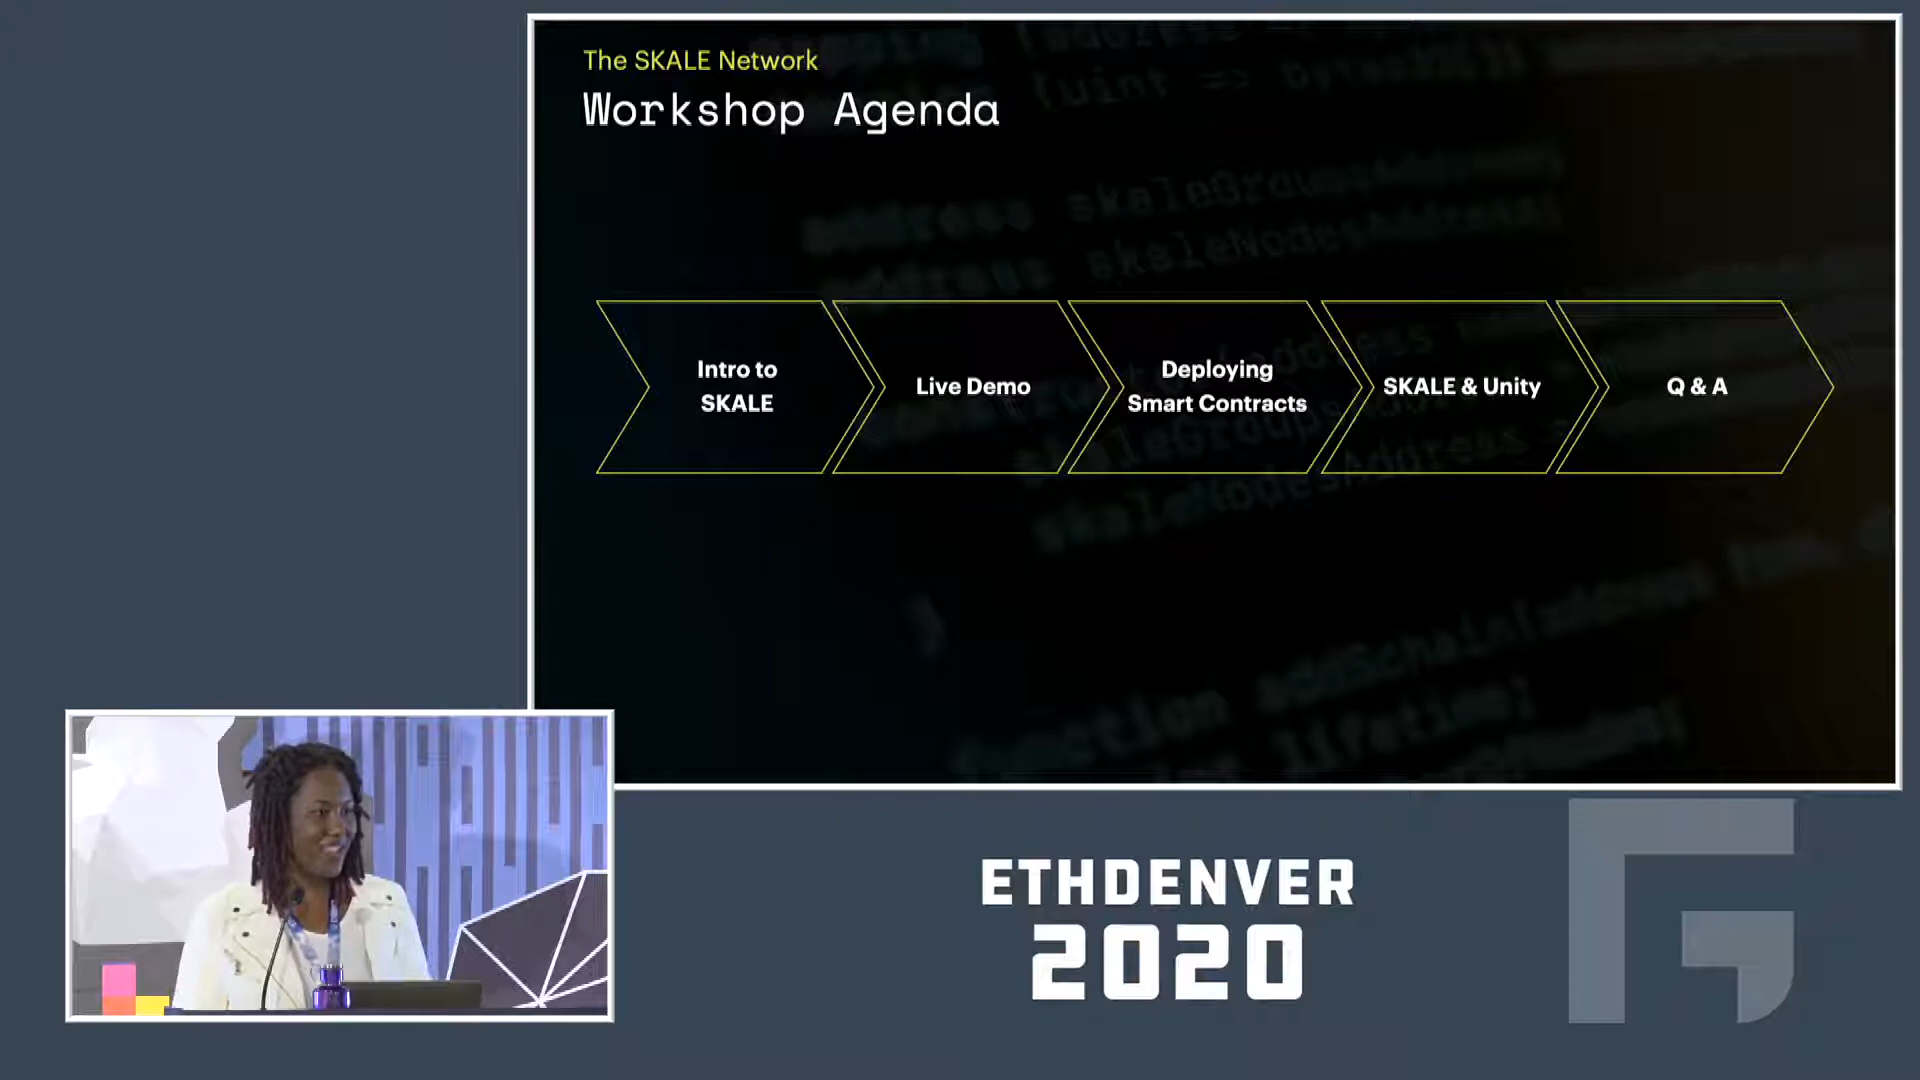 The SKALE Network
Workshop Agenda
Intro to
SKALE
Live Demo
Deploying
Smart Contracts
SKALE & Unity
Q & A
ETHDENVER
2020